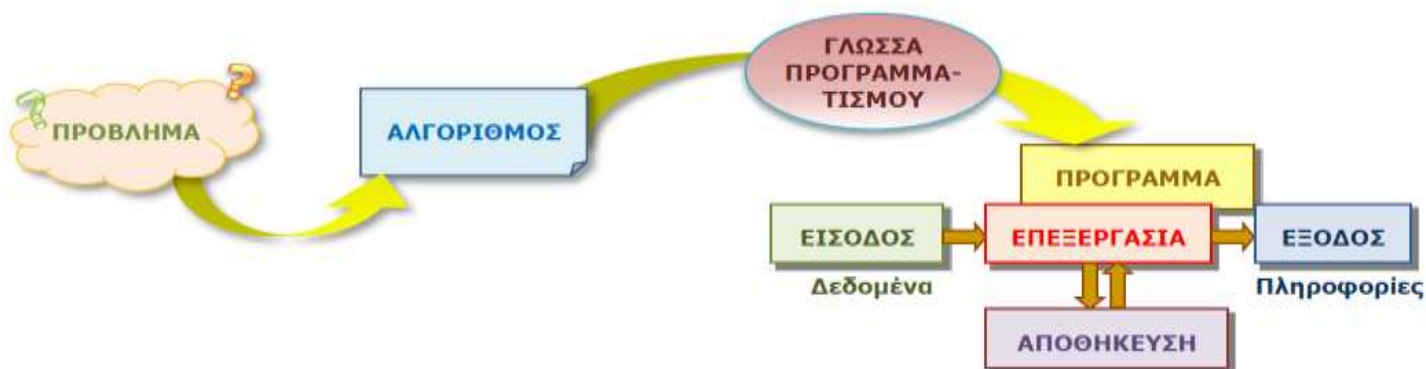 ΠΡΟΒΛΗΜΑ
ΑΛΓΟΡΙΘΜΟΣ
ΓΛΩΣΣΑ
ΠΡΟΓΡΑΜΜΑ-
ΤΙΣΜΟΥ
ΠΡΟΓΡΑΜΜΑ
ΕΙΣΟΔΟΣ
ΕΠΕΞΕΡΓΑΣΙΑ
ΕΞΟΔΟΣ
Δεδομένα
Πληροφορίες
ΑΠΟΘΗΚΕΥΣΗ